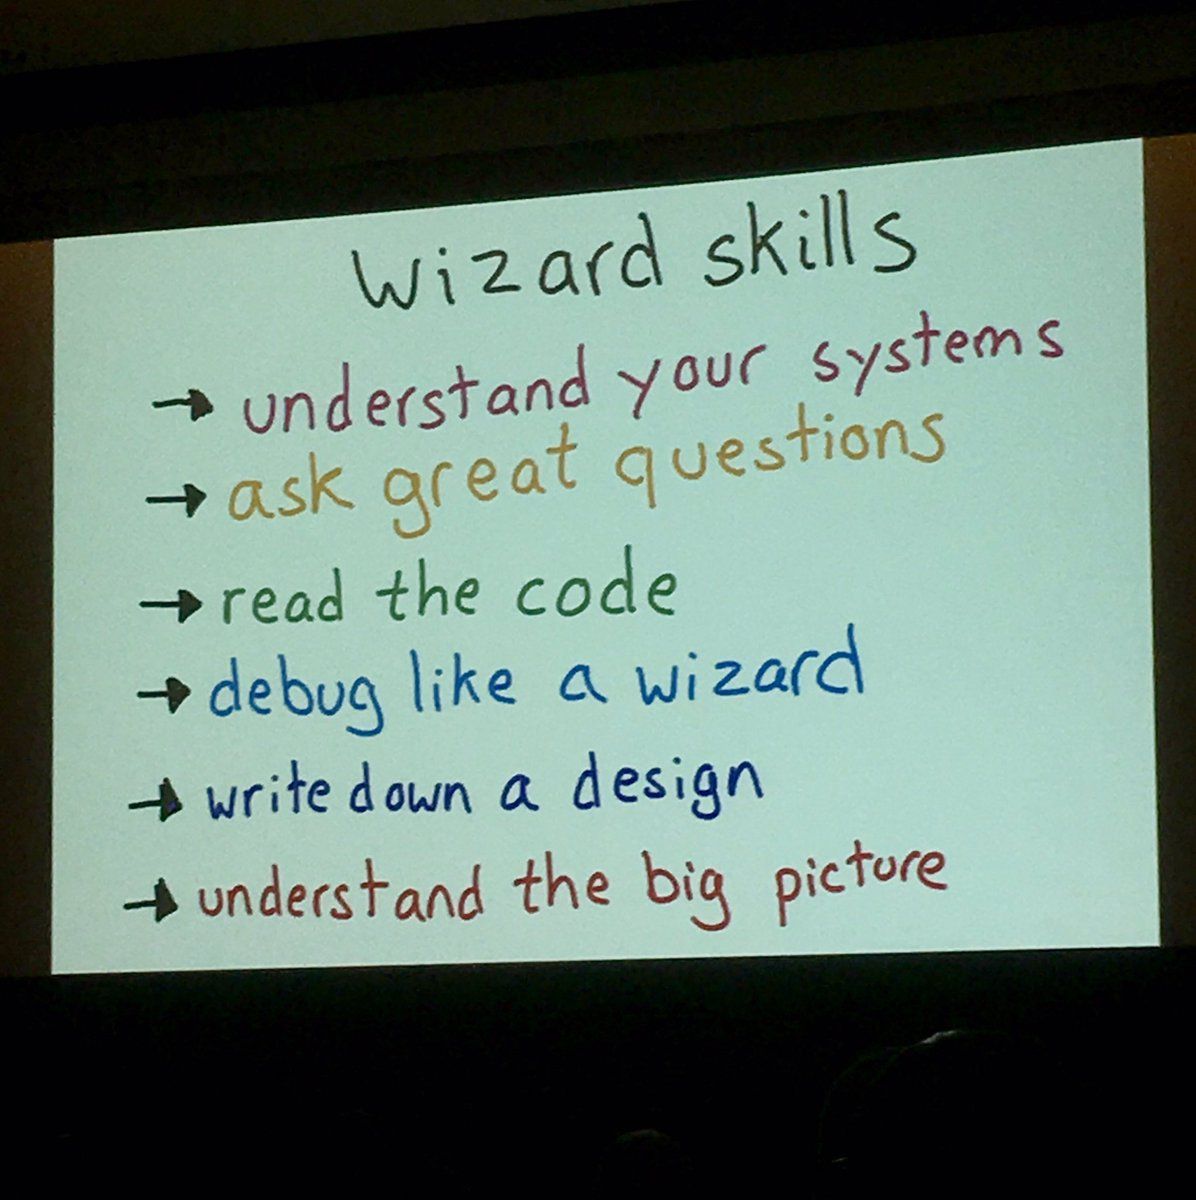 wizard skills
→ understand your systems
→ ask great questions
→ read the code
→ debug like a wizard
→ write down a design
→ understand the big picture